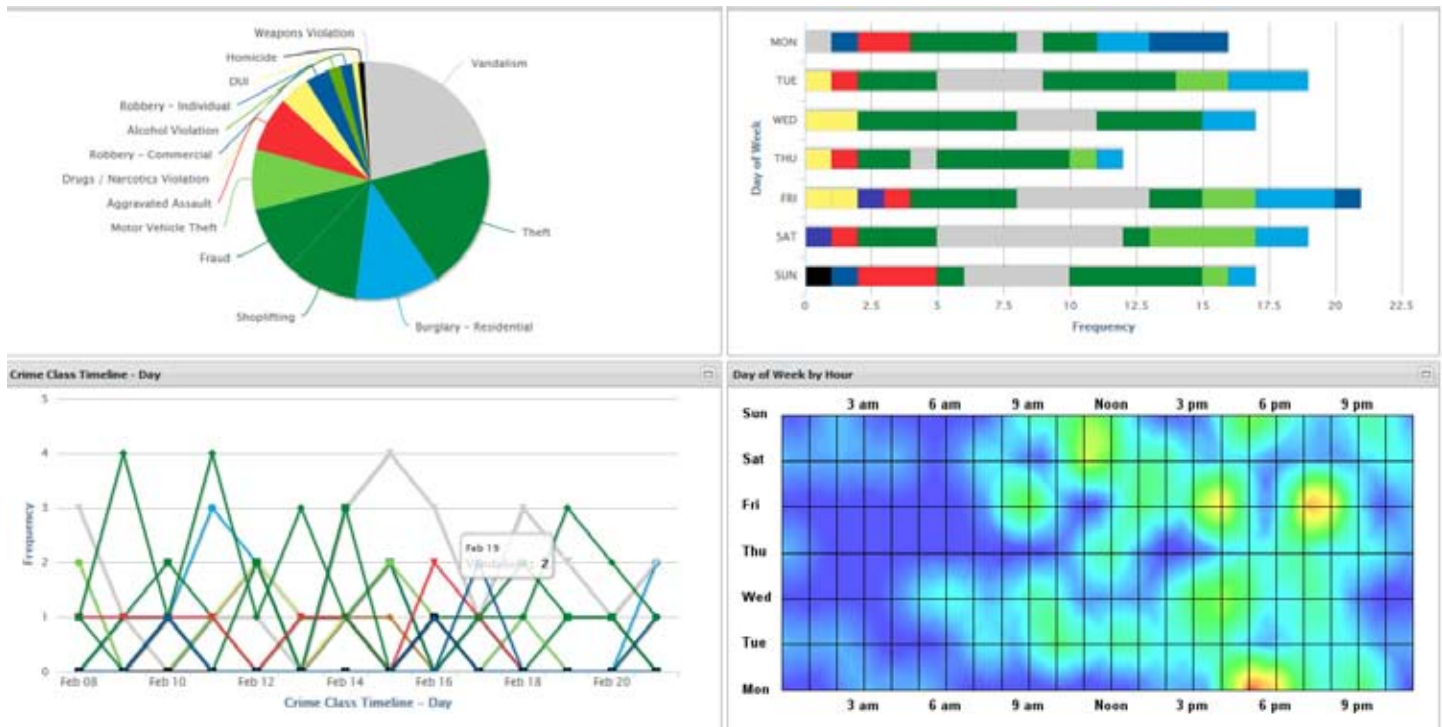 Weapons Violation
Homicide
DUI
Robbery - Individual
Alcohol Violation
Robbery - Commercial
Drugs / Narcotics Violation
Aggravated Assault
Motor Vehicle Theft
Fraud
Shoplifting
Burglary - Residential
Theft
Vandalism
Day of Week
MON
TUE
WED
THU
FRI
SAT
SUN
0 2.5 5 7.5 10 12.5 15 17.5 20 22.5
Frequency
Crime Class Timeline - Day
Frequency
5
4
3
2
1
0
Feb 19
Vandalism: 2
Feb 08 Feb 10 Feb 12 Feb 14 Feb 16 Feb 18 Feb 20
Crime Class Timeline - Day
Day of Week by Hour
3 am 6 am 9 am Noon 3 pm 6 pm 9 pm
Sun
Sat
Fri
Thu
Wed
Tue
Mon
3 am 6 am 9 am Noon 3 pm 6 pm 9 pm